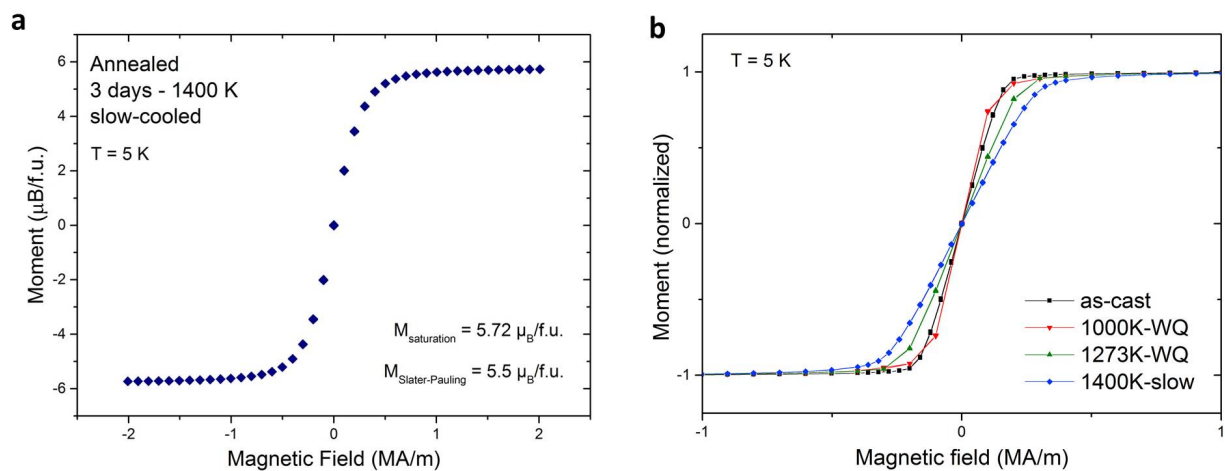 a
Annealed
3 days - 1400 K
slow-cooled
T = 5 K
M_saturation = 5.72 μ_B/f.u.
M_Slater-Pauling = 5.5 μ_B/f.u.
Moment (μB/f.u.)
6
4
2
0
-2
-4
-6
-2 -1 0 1 2
Magnetic Field (MA/m)
b
T = 5 K
Moment (normalized)
1
0
-1
as-cast
1000K-WQ
1273K-WQ
1400K-slow
-1 0 1
Magnetic field (MA/m)